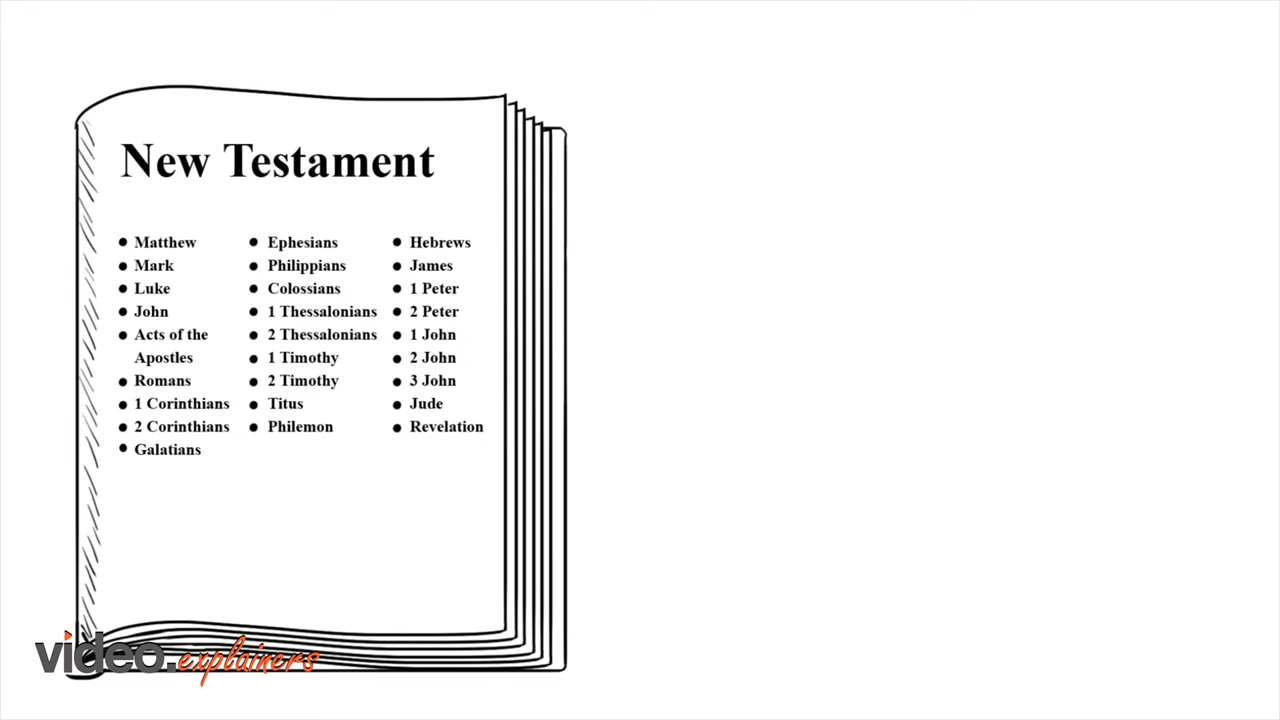 New Testament
• Matthew
• Mark
• Luke
• John
• Acts of the
Apostles
• Romans
• 1 Corinthians
• 2 Corinthians
• Galatians
• Ephesians
• Philippians
• Colossians
• 1 Thessalonians
• 2 Thessalonians
• 1 Timothy
• 2 Timothy
• Titus
• Philemon
• Hebrews
• James
• 1 Peter
• 2 Peter
• 1 John
• 2 John
• 3 John
• Jude
• Revelation
video.explainers